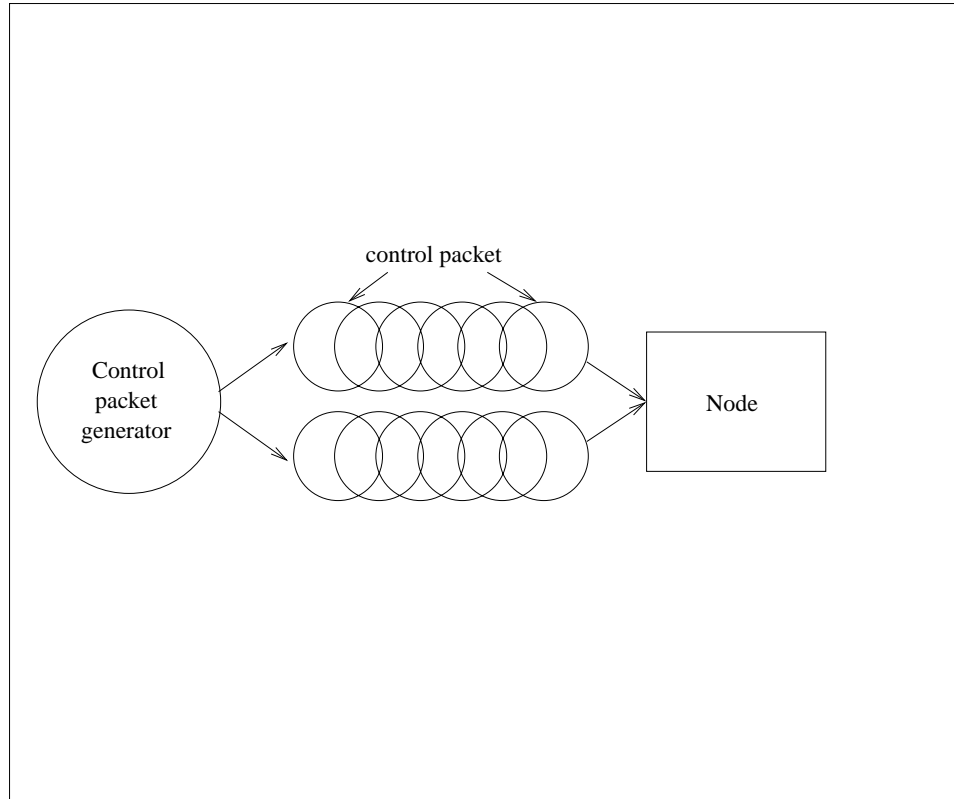 control packet
Control
packet
generator
Node